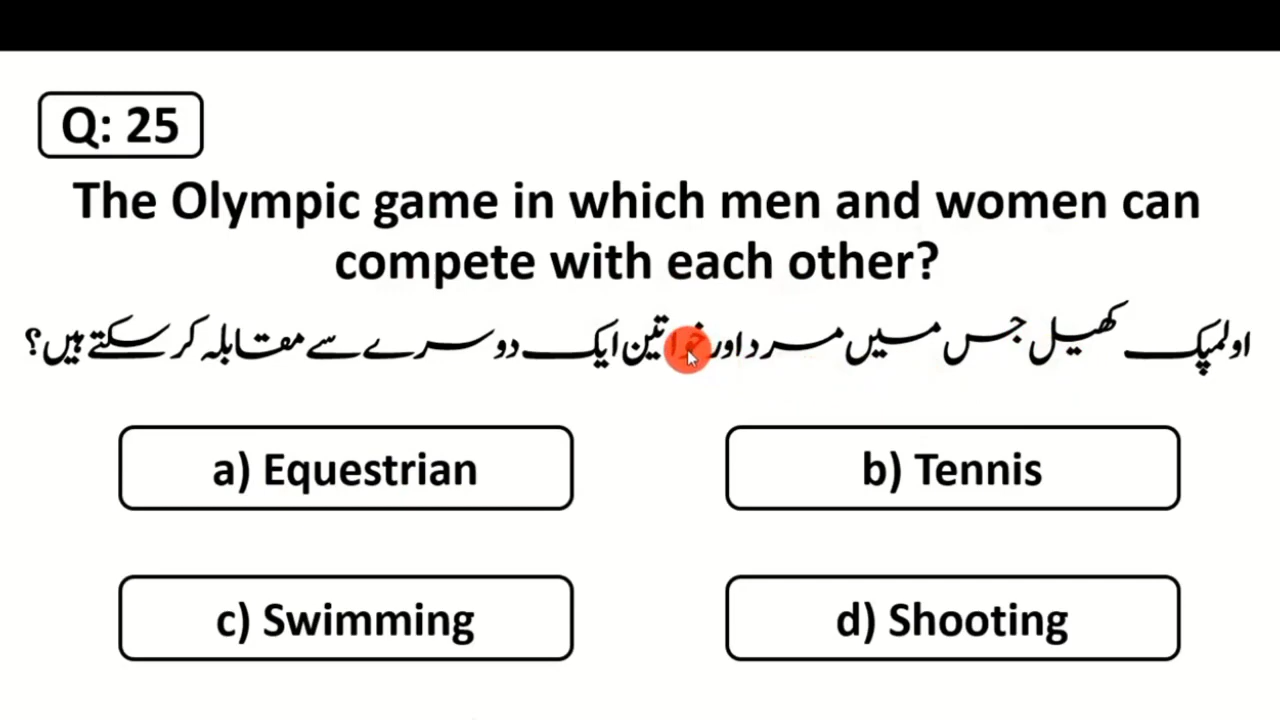 Q: 25
The Olympic game in which men and women can
compete with each other?
اولمپک کھیل جس میں مرد اور خواتین ایک دوسرے سے مقابلہ کر سکتے ہیں؟
a) Equestrian
b) Tennis
c) Swimming
d) Shooting